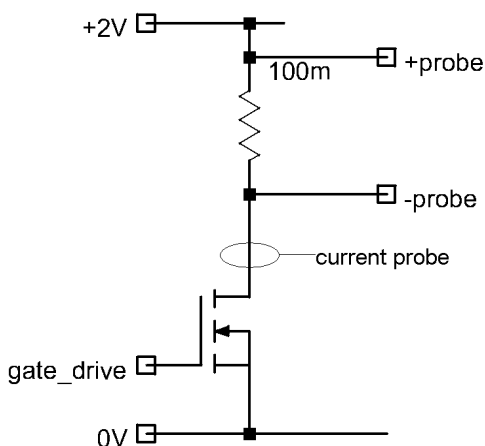 +2V
100m
+probe
-probe
current probe
gate_drive
0V